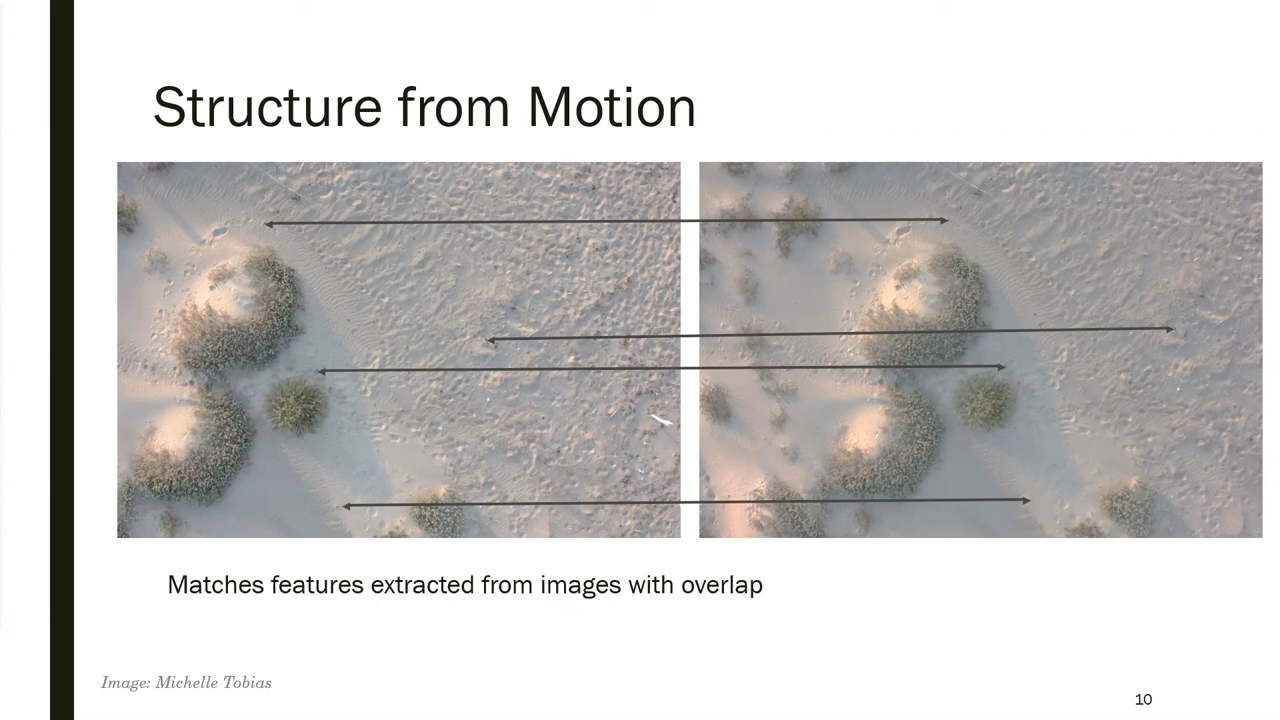 Structure from Motion
Matches features extracted from images with overlap
Image: Michelle Tobias
10